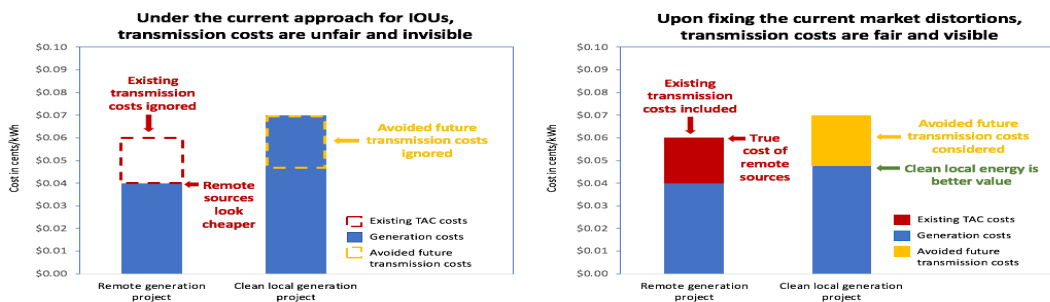 Under the current approach for IOUs,
transmission costs are unfair and invisible
Cost in cents/kWh
$0.10
$0.09
$0.08
$0.07
$0.06
$0.05
$0.04
$0.03
$0.02
$0.01
$0.00
Existing
transmission
costs ignored
Remote
sources
look
cheaper
Avoided future
transmission costs
ignored
Existing TAC costs
Generation costs
Avoided future
transmission costs
Remote generation
project
Clean local generation
project
Upon fixing the current market distortions,
transmission costs are fair and visible
Cost in cents/kWh
$0.10
$0.09
$0.08
$0.07
$0.06
$0.05
$0.04
$0.03
$0.02
$0.01
$0.00
Existing
transmission
costs included
True
cost of
remote
sources
Avoided future
transmission costs
considered
Clean local energy is
better value
Existing TAC costs
Generation costs
Avoided future
transmission costs
Remote generation
project
Clean local generation
project